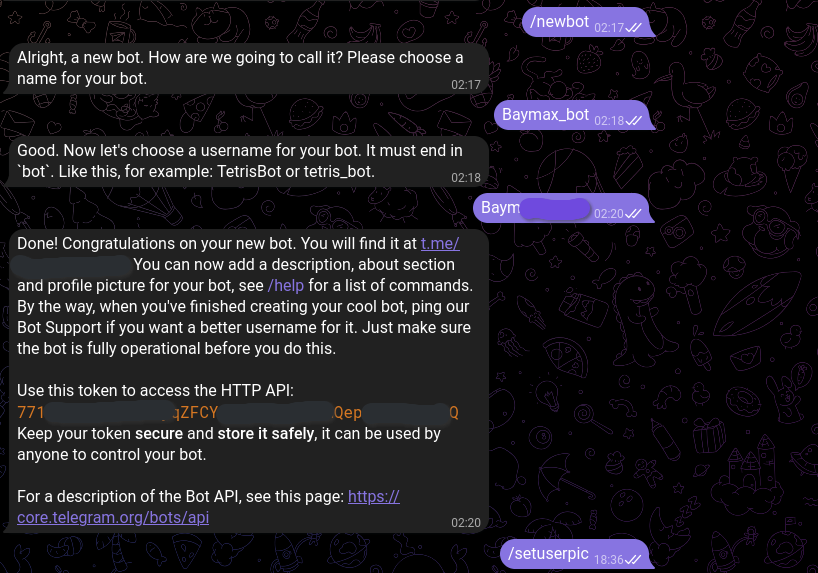 /newbot 02:17
Alright, a new bot. How are we going to call it? Please choose a
name for your bot.
02:17
Baymax_bot 02:18
Good. Now let's choose a username for your bot. It must end in
`bot`. Like this, for example: TetrisBot or tetris_bot.
02:18
Baym 02:20
Done! Congratulations on your new bot. You will find it at t.me/
You can now add a description, about section
and profile picture for your bot, see /help for a list of commands.
By the way, when you've finished creating your cool bot, ping our
Bot Support if you want a better username for it. Just make sure
the bot is fully operational before you do this.
Use this token to access the HTTP API:
771 qZFCY Qep Q
Keep your token secure and store it safely, it can be used by
anyone to control your bot.
For a description of the Bot API, see this page: https://
core.telegram.org/bots/api
02:20
/setuserpic 18:36